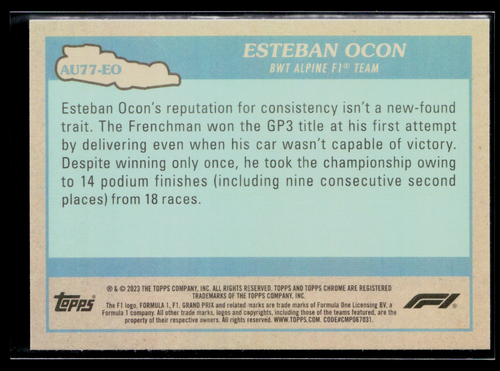 ESTEBAN OCON
AU77-EO
BWT ALPINE F1® TEAM
Esteban Ocon's reputation for consistency isn't a new-found
trait. The Frenchman won the GP3 title at his first attempt
by delivering even when his car wasn't capable of victory.
Despite winning only once, he took the championship owing
to 14 podium finishes (including nine consecutive second
places) from 18 races.
® & © 2023 THE TOPPS COMPANY, INC. ALL RIGHTS RESERVED. TOPPS AND TOPPS CHROME ARE REGISTERED
TRADEMARKS OF THE TOPPS COMPANY, INC.
The F1 logo, FORMULA 1, F1, GRAND PRIX and related marks are trade marks of Formula One Licensing BV, a
Formula 1 company. All other marks, logos and copyrights, including those of the teams featured, are the
property of their respective owners. All rights reserved. WWW.TOPPS.COM. CODE#CMP067031.
topps
F1